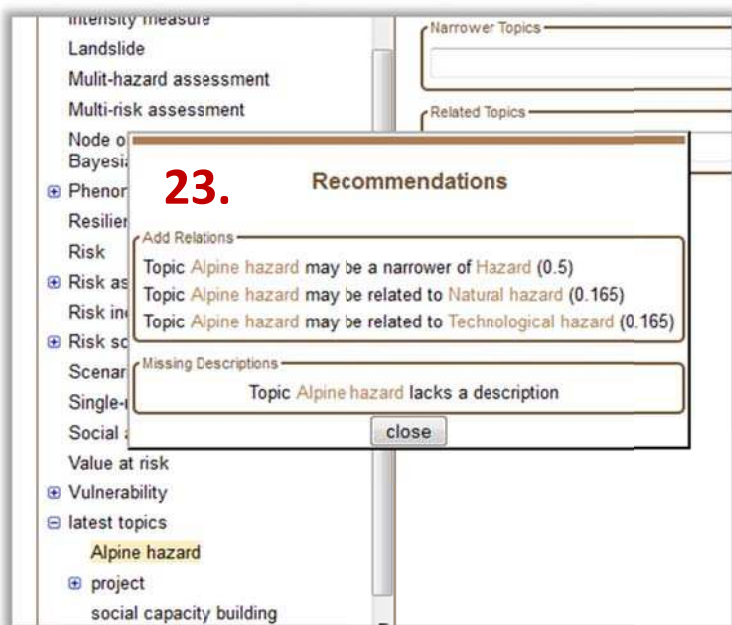 Intensity measure
Landslide
Mulit-hazard assessment
Multi-risk assessment
Node o
Bayesi
Phenor
Resilier
Risk
Risk as
Risk in
Risk sc
Scenar
Single-
Social
Value at risk
Vulnerability
latest topics
Alpine hazard
project
social capacity building
Narrower Topics
Related Topics
23.
Recommendations
Add Relations
Topic Alpine hazard may be a narrower of Hazard (0.5)
Topic Alpine hazard may be related to Natural hazard (0.165)
Topic Alpine hazard may be related to Technological hazard (0.165)
Missing Descriptions
Topic Alpine hazard lacks a description
close